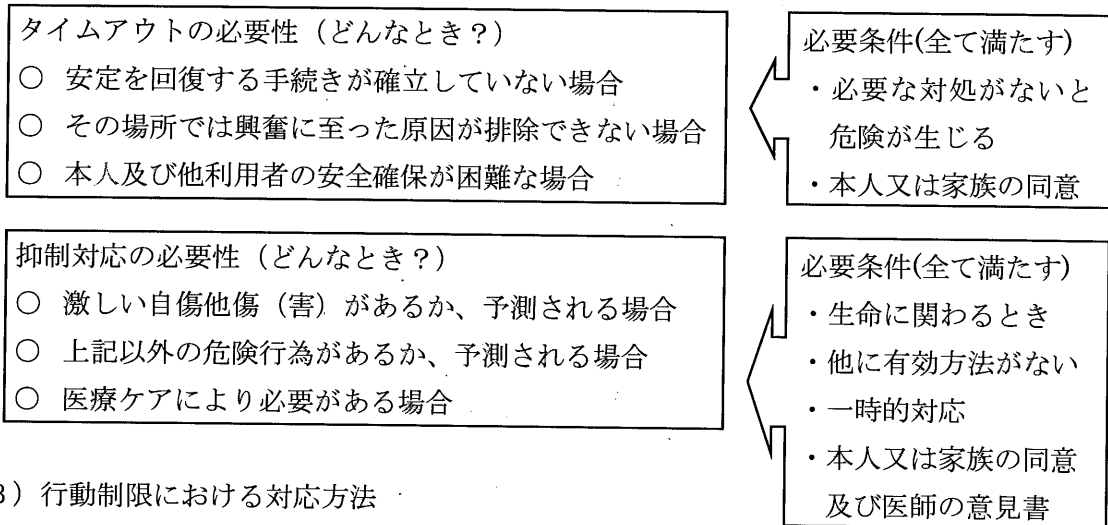 タイムアウトの必要性（どんなとき？）
○ 安定を回復する手続きが確立していない場合
○ その場所では興奮に至った原因が排除できない場合
○ 本人及び他利用者の安全確保が困難な場合
必要条件(全て満たす)
・必要な対処がないと
危険が生じる
・本人又は家族の同意
抑制対応の必要性（どんなとき？）
○ 激しい自傷他傷（害）があるか、予測される場合
○ 上記以外の危険行為があるか、予測される場合
○ 医療ケアにより必要がある場合
必要条件(全て満たす)
・生命に関わるとき
・他に有効方法がない
・一時的対応
・本人又は家族の同意
及び医師の意見書
3）行動制限における対応方法